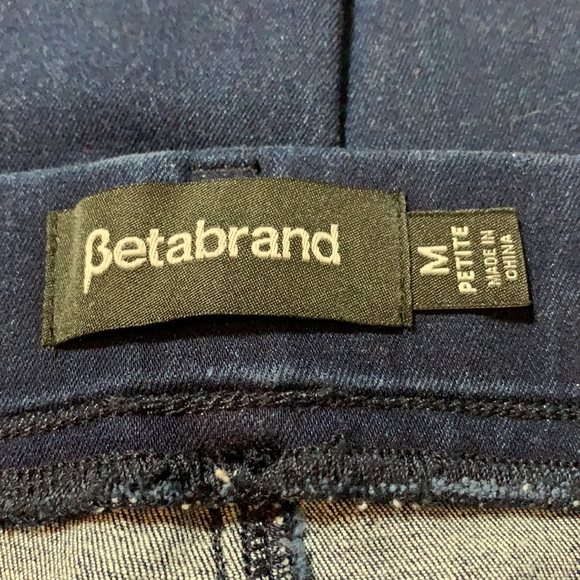 βetabrand
M
PETITE
MADE IN
CHINA